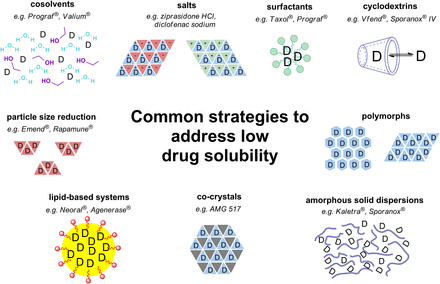 cosolvents
e.g. Prograf®, Valium®
salts
e.g. ziprasidone HCl,
diclofenac sodium
surfactants
e.g. Taxol®, Prograf®
cyclodextrins
e.g. Vfend®, Sporanox® IV
particle size reduction
e.g. Emend®, Rapamune®
Common strategies to
address low
drug solubility
polymorphs
lipid-based systems
e.g. Neoral®, Agenerase®
co-crystals
e.g. AMG 517
amorphous solid dispersions
e.g. Kaletra®, Sporanox®